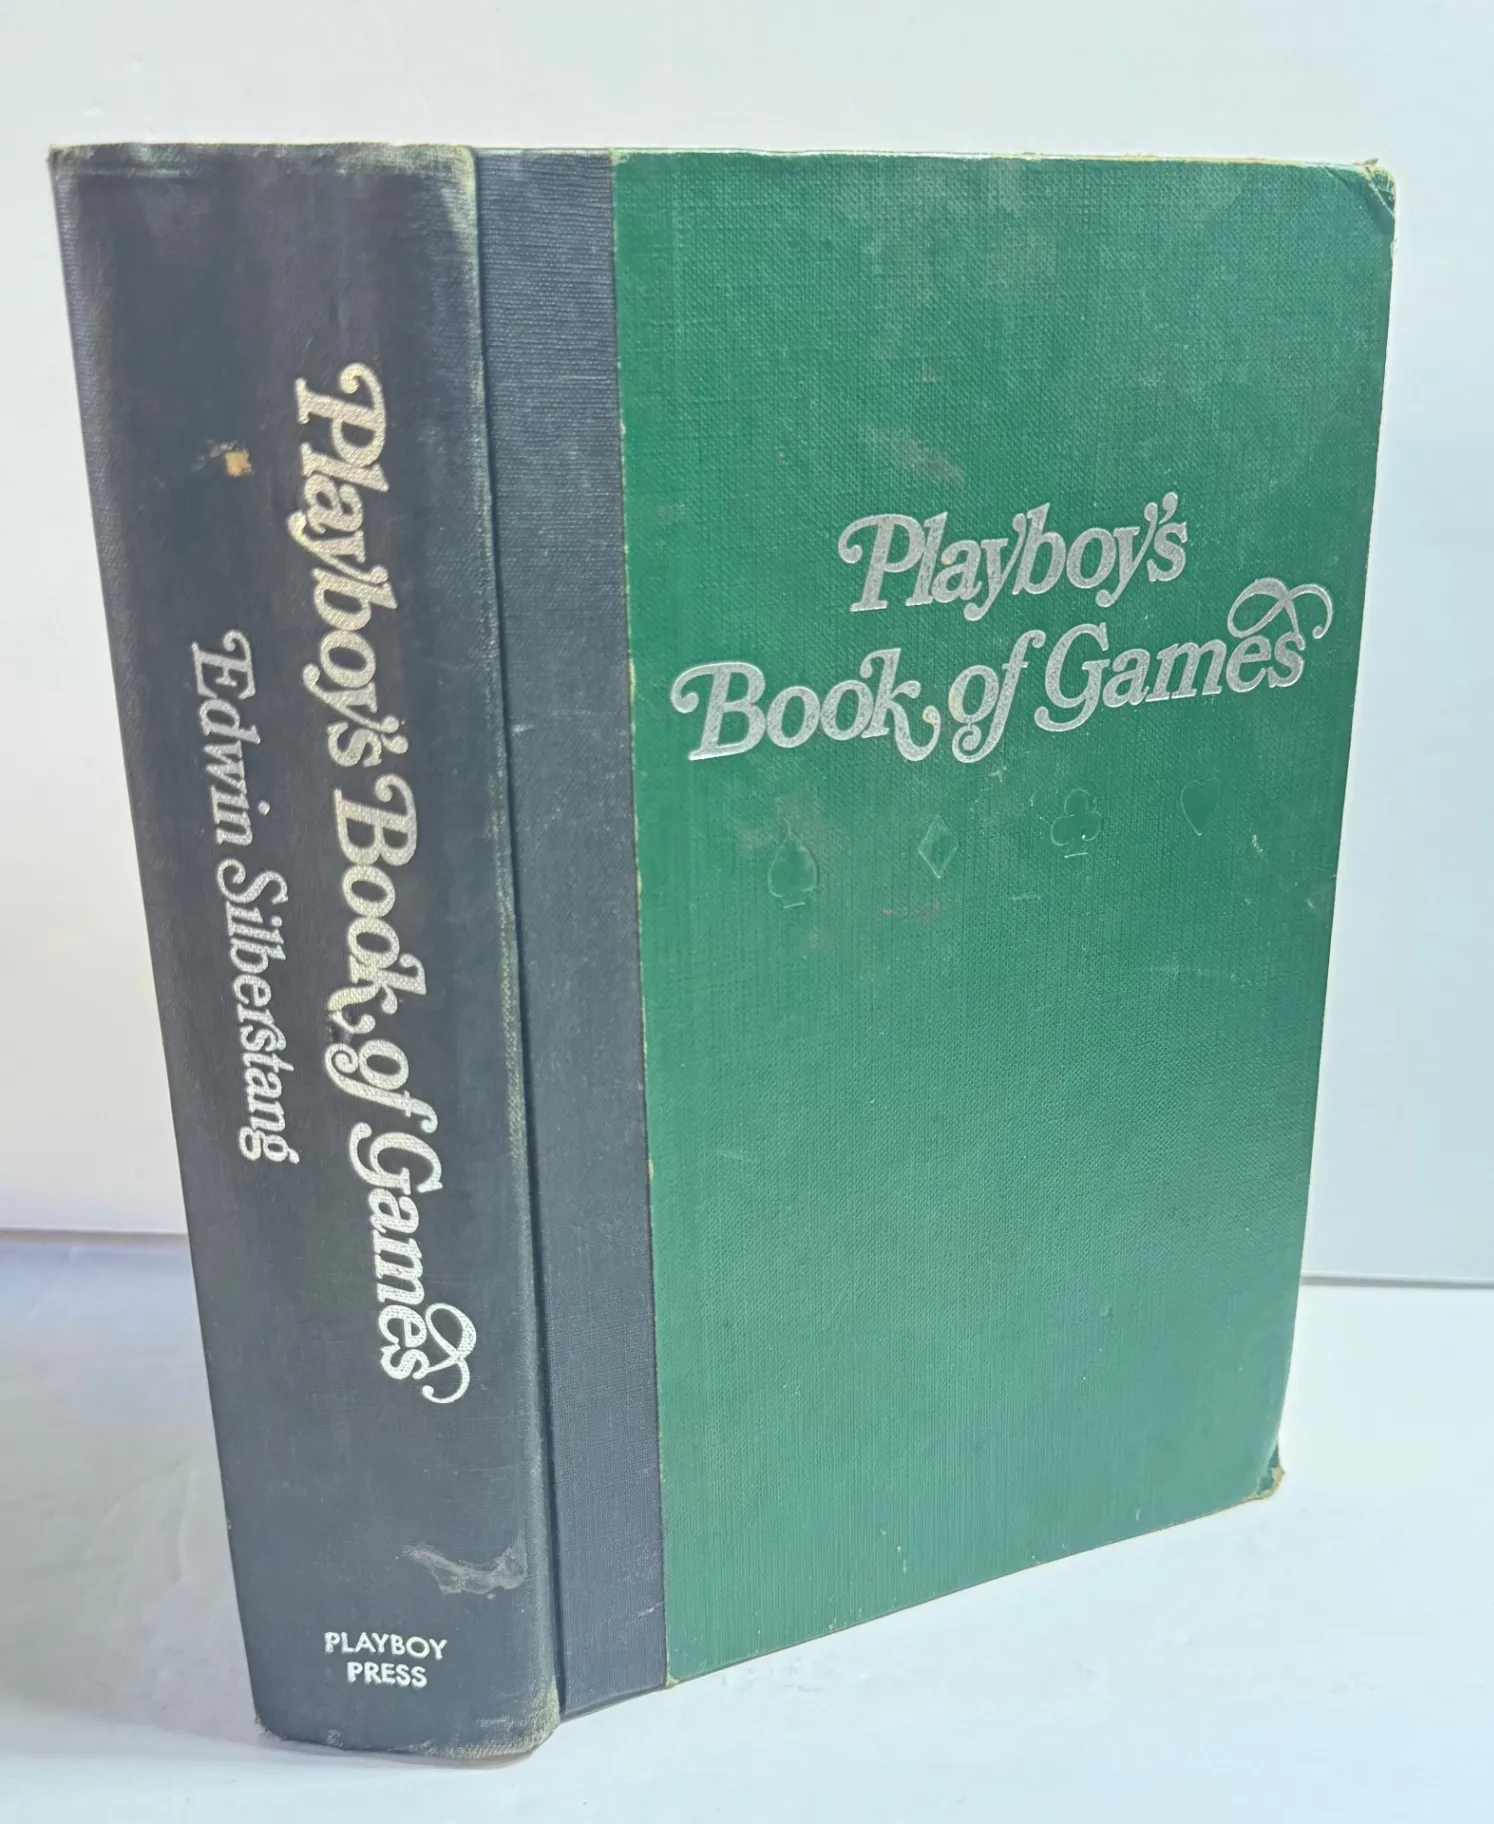 Playboy's Book of Games
Edwin Silberstang
PLAYBOY
PRESS
Playboy's
Book of Games